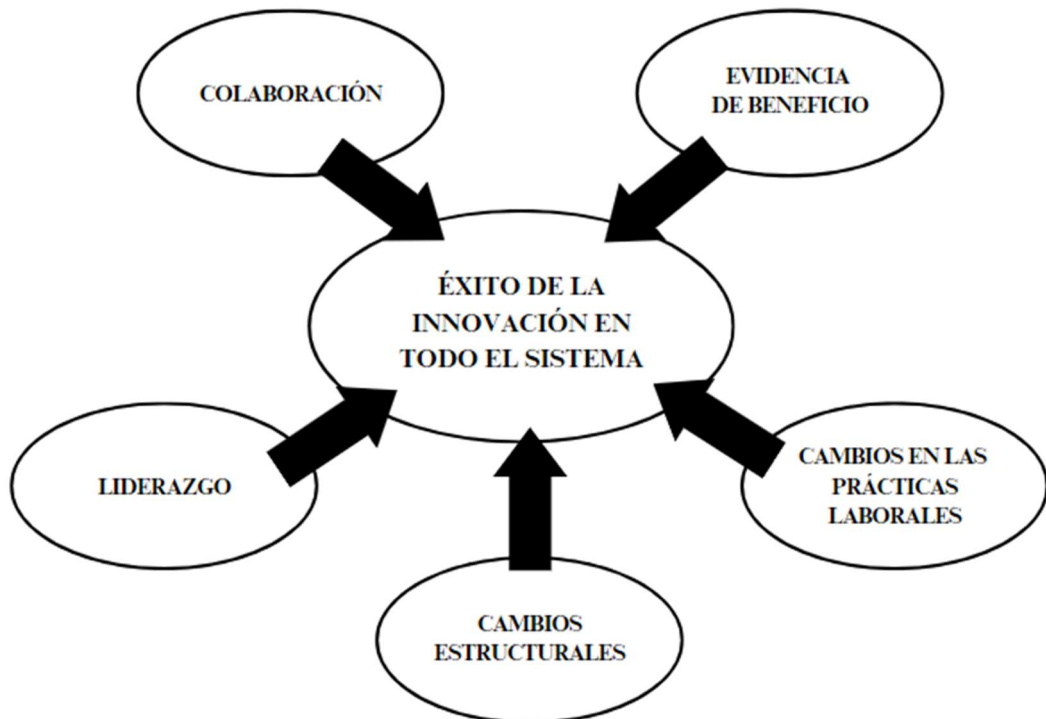 COLABORACIÓN
EVIDENCIA
DE BENEFICIO
ÉXITO DE LA
INNOVACIÓN EN
TODO EL SISTEMA
LIDERAZGO
CAMBIOS EN LAS
PRÁCTICAS
LABORALES
CAMBIOS
ESTRUCTURALES